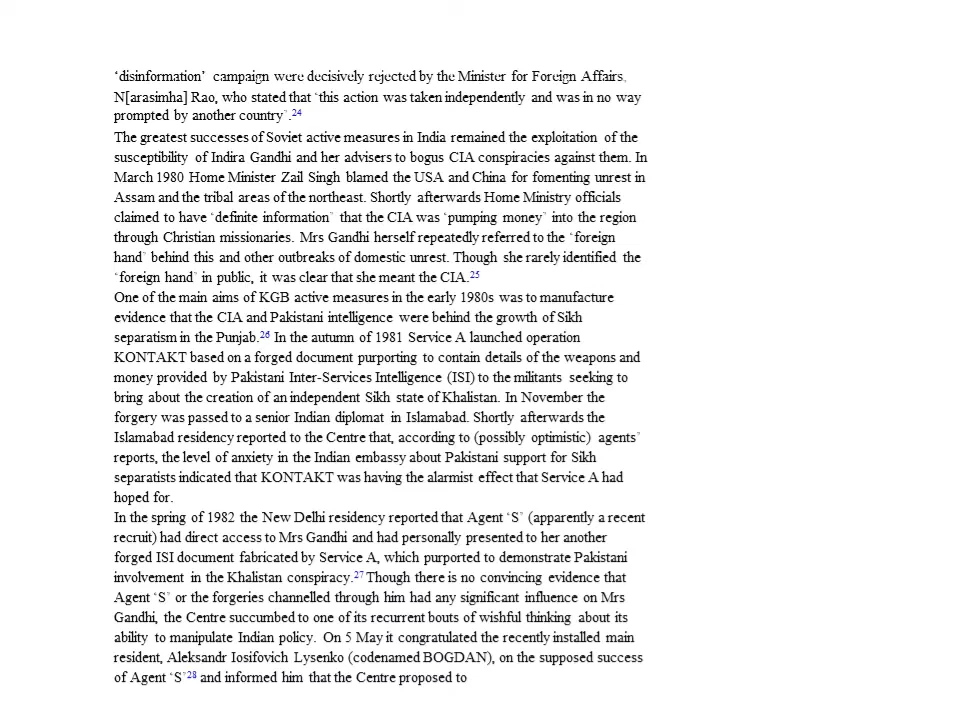 ‘disinformation’ campaign were decisively rejected by the Minister for Foreign Affairs,
N[arasimha] Rao, who stated that ‘this action was taken independently and was in no way
prompted by another country’.24
The greatest successes of Soviet active measures in India remained the exploitation of the
susceptibility of Indira Gandhi and her advisers to bogus CIA conspiracies against them. In
March 1980 Home Minister Zail Singh blamed the USA and China for fomenting unrest in
Assam and the tribal areas of the northeast. Shortly afterwards Home Ministry officials
claimed to have ‘definite information’ that the CIA was ‘pumping money’ into the region
through Christian missionaries. Mrs Gandhi herself repeatedly referred to the ‘foreign
hand’ behind this and other outbreaks of domestic unrest. Though she rarely identified the
‘foreign hand’ in public, it was clear that she meant the CIA.25
One of the main aims of KGB active measures in the early 1980s was to manufacture
evidence that the CIA and Pakistani intelligence were behind the growth of Sikh
separatism in the Punjab.26 In the autumn of 1981 Service A launched operation
KONTAKT based on a forged document purporting to contain details of the weapons and
money provided by Pakistani Inter-Services Intelligence (ISI) to the militants seeking to
bring about the creation of an independent Sikh state of Khalistan. In November the
forgery was passed to a senior Indian diplomat in Islamabad. Shortly afterwards the
Islamabad residency reported to the Centre that, according to (possibly optimistic) agents’
reports, the level of anxiety in the Indian embassy about Pakistani support for Sikh
separatists indicated that KONTAKT was having the alarmist effect that Service A had
hoped for.
In the spring of 1982 the New Delhi residency reported that Agent ‘S’ (apparently a recent
recruit) had direct access to Mrs Gandhi and had personally presented to her another
forged ISI document fabricated by Service A, which purported to demonstrate Pakistani
involvement in the Khalistan conspiracy.27 Though there is no convincing evidence that
Agent ‘S’ or the forgeries channelled through him had any significant influence on Mrs
Gandhi, the Centre succumbed to one of its recurrent bouts of wishful thinking about its
ability to manipulate Indian policy. On 5 May it congratulated the recently installed main
resident, Aleksandr Iosifovich Lysenko (codenamed BOGDAN), on the supposed success
of Agent ‘S’28 and informed him that the Centre proposed to